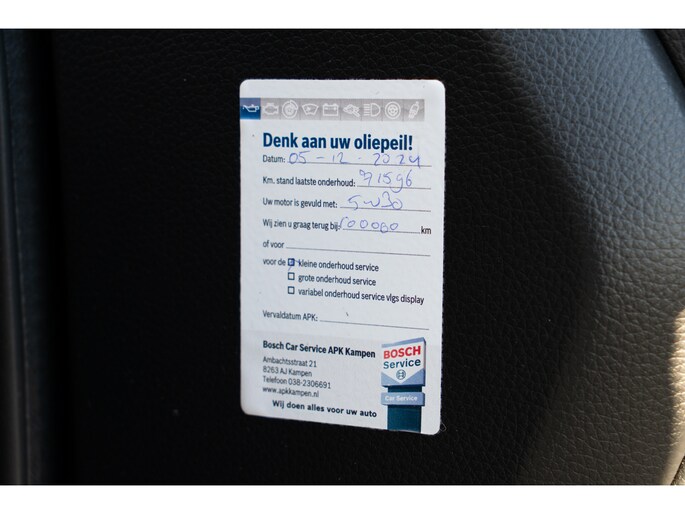 Denk aan uw oliepeil!
Datum: 05-12-2024
Km. stand laatste onderhoud: 71596
Uw motor is gevuld met: 5w30
Wij zien u graag terug bij: 100000 km
of voor
voor de kleine onderhoud service
grote onderhoud service
variabel onderhoud service vlgs display
Vervaldatum APK:
Bosch Car Service APK Kampen
Ambachtsstraat 21
8263 AJ Kampen
Telefoon 038-2306691
www.apkkampen.nl
Wij doen alles voor uw auto
BOSCH
Service
Car Service